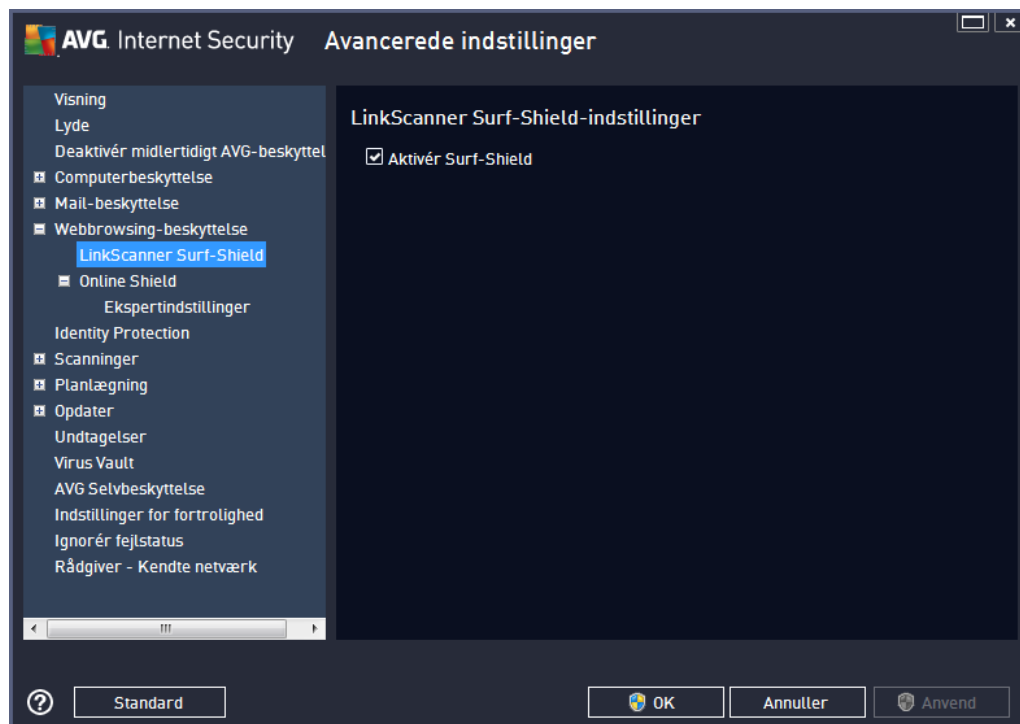 AVG. Internet Security Avancerede indstillinger
Visning
Lyde
Deaktivér midlertidigt AVG-beskyttel
Computerbeskyttelse
Mail-beskyttelse
Webbrowsing-beskyttelse
LinkScanner Surf-Shield
Online Shield
Ekspertindstillinger
Identity Protection
Scanninger
Planlægning
Opdater
Undtagelser
Virus Vault
AVG Selvbeskyttelse
Indstillinger for fortrolighed
Ignorér fejlstatus
Rådgiver - Kendte netværk
LinkScanner Surf-Shield-indstillinger
Aktivér Surf-Shield
? Standard OK Annuller Anvend